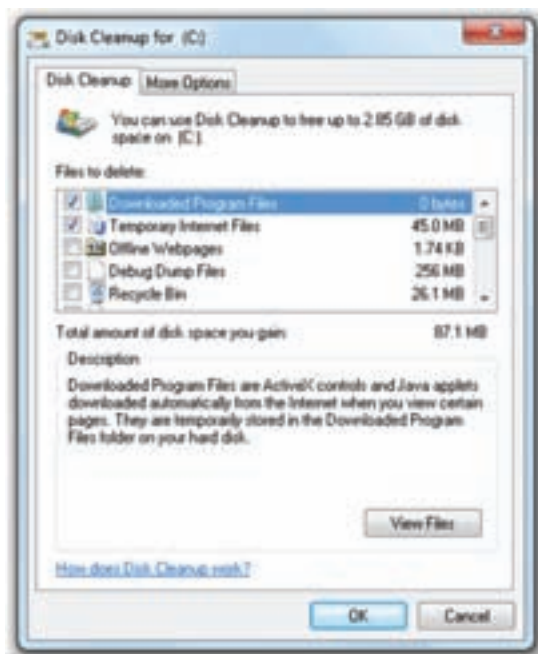 Disk Cleanup for (C:)
Disk Cleanup
More Options
You can use Disk Cleanup to free up to 2.85 GB of disk
space on (C:).
Files to delete:
Downloaded Program Files 0 bytes
Temporary Internet Files 45.0 MB
Offline Webpages 1.74 KB
Debug Dump Files 256 MB
Recycle Bin 26.1 MB
Total amount of disk space you gain: 87.1 MB
Description
Downloaded Program Files are ActiveX controls and Java applets
downloaded automatically from the Internet when you view certain
pages. They are temporarily stored in the Downloaded Program
Files folder on your hard disk.
View Files
How does Disk Cleanup work?
OK
Cancel